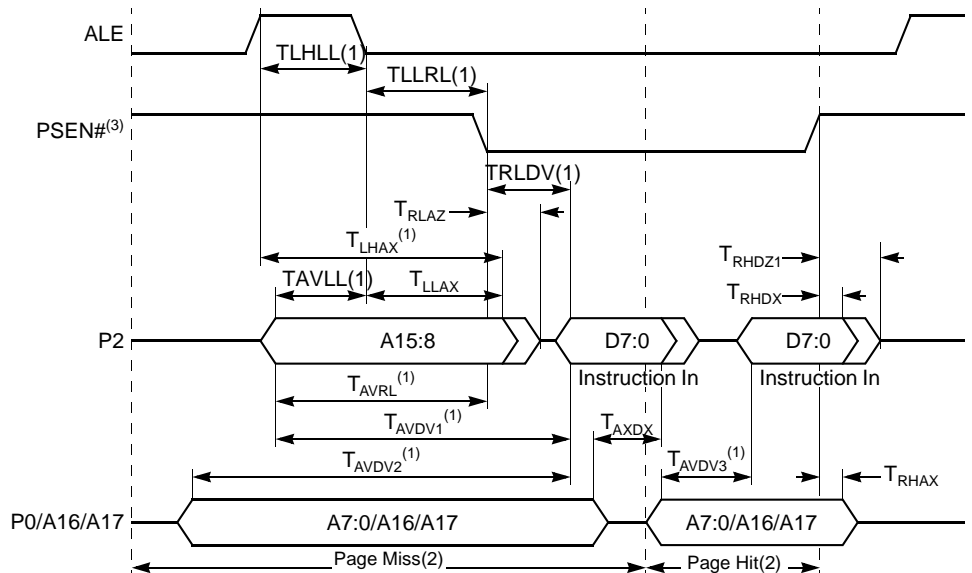 ALE
TLHLL(1)
TLLRL(1)
PSEN#(3)
TRLDV(1)
TRLAZ
TLHAX(1)
TRHDZ1
TAVLL(1)
TLLAX
TRHDX
P2
A15:8
D7:0
D7:0
Instruction In
Instruction In
TAVRL(1)
TAVDV1(1)
TAXDX
TAVDV2(1)
TAVDV3(1)
TRHAX
P0/A16/A17
A7:0/A16/A17
A7:0/A16/A17
Page Miss(2)
Page Hit(2)